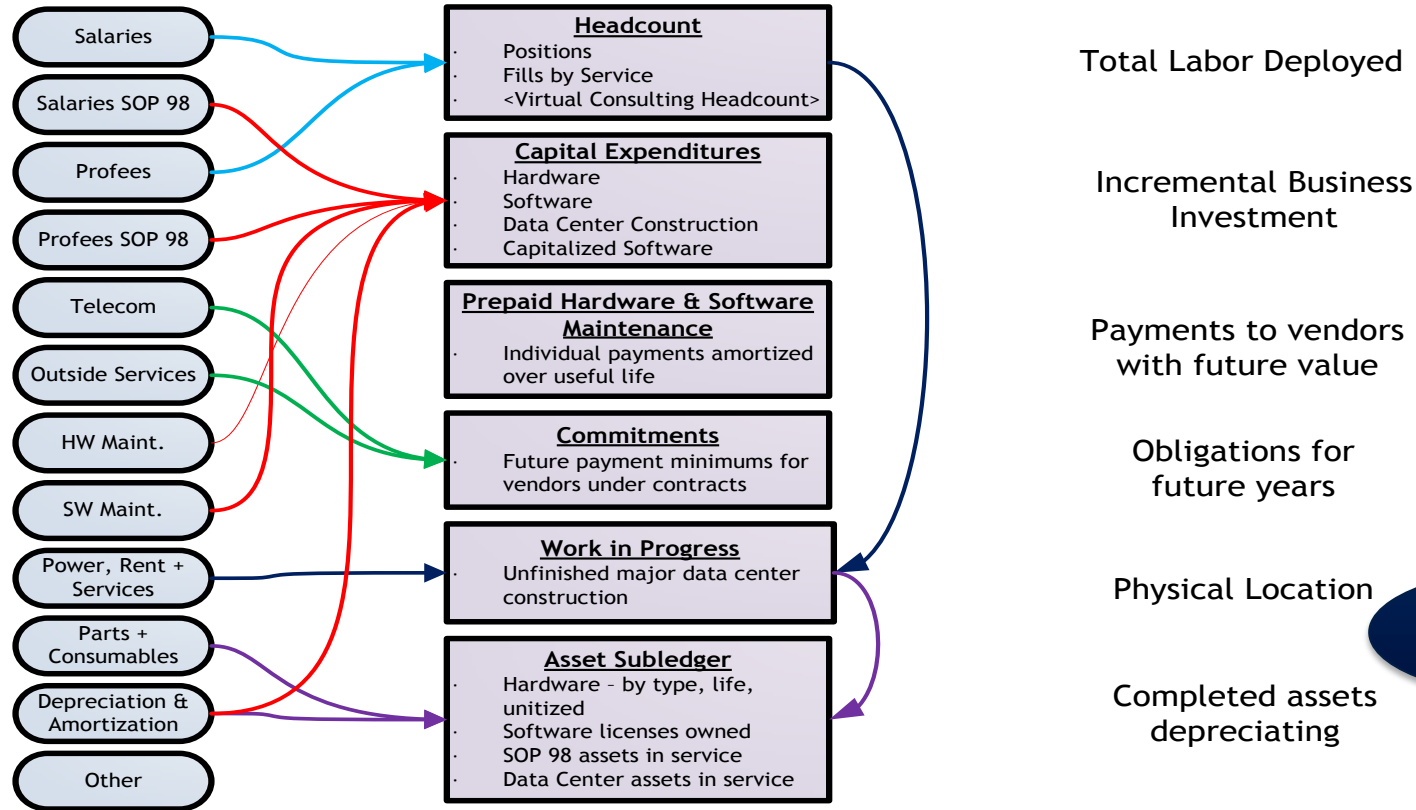 Salaries
Salaries SOP 98
Profees
Profees SOP 98
Telecom
Outside Services
HW Maint.
SW Maint.
Power, Rent +
Services
Parts +
Consumables
Depreciation &
Amortization
Other
Headcount
· Positions
· Fills by Service
· <Virtual Consulting Headcount>
Capital Expenditures
· Hardware
· Software
· Data Center Construction
· Capitalized Software
Prepaid Hardware & Software
Maintenance
· Individual payments amortized
over useful life
Commitments
· Future payment minimums for
vendors under contracts
Work in Progress
· Unfinished major data center
construction
Asset Subledger
· Hardware – by type, life,
unitized
· Software licenses owned
· SOP 98 assets in service
· Data Center assets in service
Total Labor Deployed
Incremental Business
Investment
Payments to vendors
with future value
Obligations for
future years
Physical Location
Completed assets
depreciating